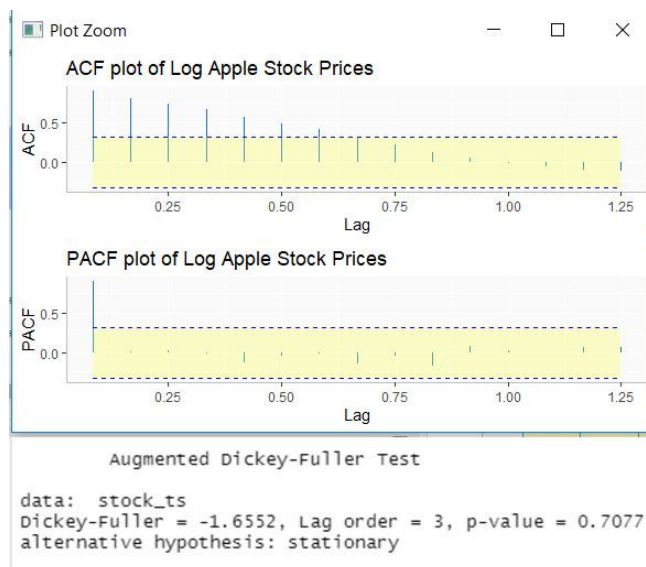 Plot Zoom
ACF plot of Log Apple Stock Prices
ACF
0.5
0.0
0.25 0.50 0.75 1.00 1.25
Lag
PACF plot of Log Apple Stock Prices
PACF
0.5
0.0
0.25 0.50 0.75 1.00 1.25
Lag
Augmented Dickey-Fuller Test
data: stock_ts
Dickey-Fuller = -1.6552, Lag order = 3, p-value = 0.7077
alternative hypothesis: stationary